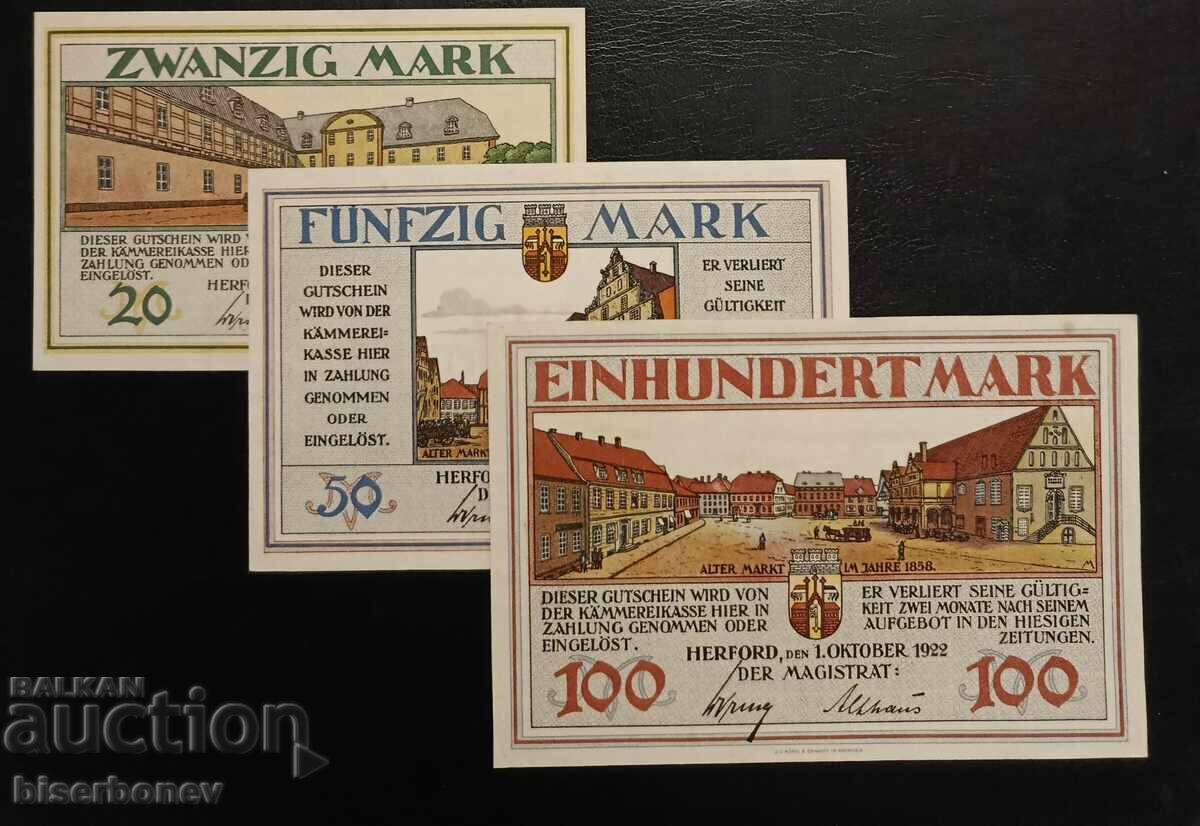 ZWANZIG MARK
DIESER GUTSCHEIN WIRD
DER KÄMMEREIKASSE HIER
ZAHLUNG GENOMMEN OD
EINGELÖST.
HERF
20
FÜNFZIG MARK
DIESER
GUTSCHEIN
WIRD VON DER
KÄMMEREI=
KASSE HIER
IN ZAHLUNG
GENOMMEN
ODER
EINGELÖST.
ER VERLIERT
SEINE
GÜLTIGKEIT
ALTER MARKT
50
HERFO
D
EINHUNDERT MARK
ALTER MARKT IM JAHRE 1858.
DIESER GUTSCHEIN WIRD VON
DER KÄMMEREIKASSE HIER IN
ZAHLUNG GENOMMEN ODER
EINGELÖST.
ER VERLIERT SEINE GÜLTIG=
KEIT ZWEI MONATE NACH SEINEM
AUFGEBOT IN DEN HIESIGEN
ZEITUNGEN.
HERFORD, DEN 1. OKTOBER 1922
DER MAGISTRAT:
100
Althaus
100
BALKAN
auction
biserbonev